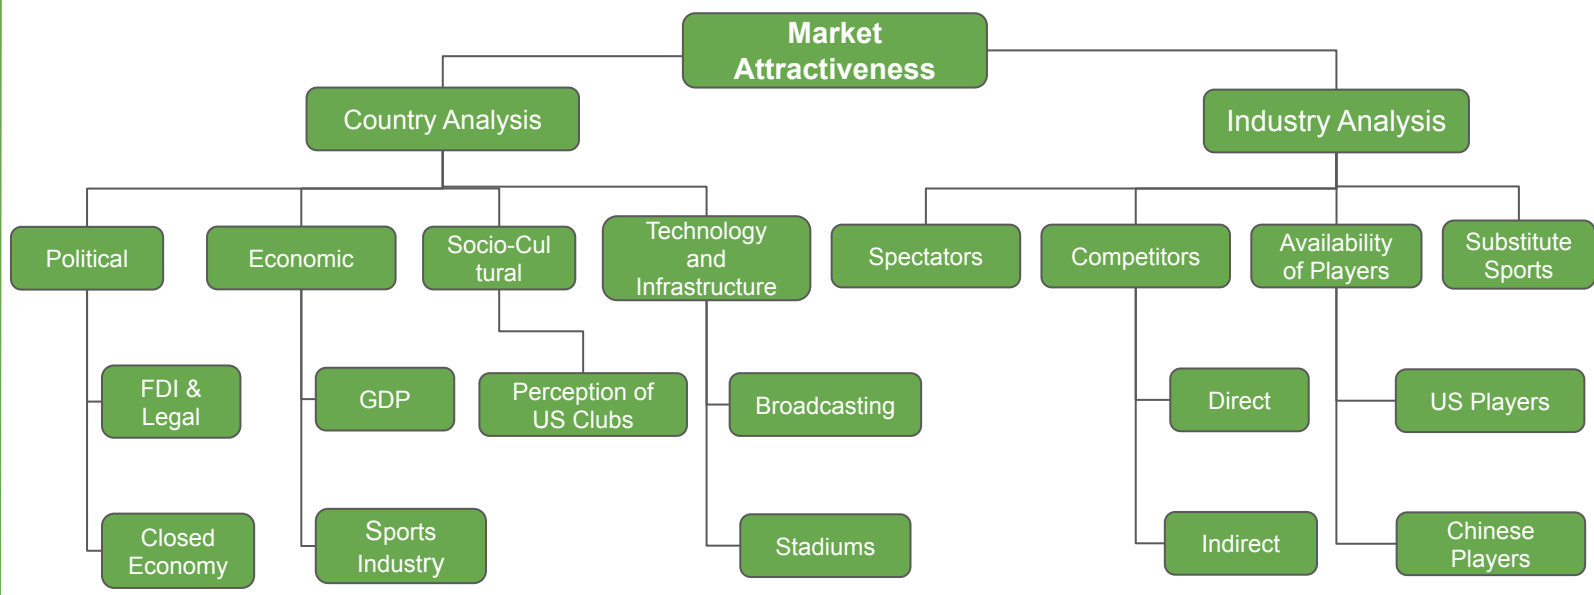 Market
Attractiveness
Country Analysis
Industry Analysis
Political
Economic
Socio-Cul
tural
Technology
and
Infrastructure
Spectators
Competitors
Availability
of Players
Substitute
Sports
FDI &
Legal
GDP
Perception of
US Clubs
Broadcasting
Direct
US Players
Closed
Economy
Sports
Industry
Stadiums
Indirect
Chinese
Players